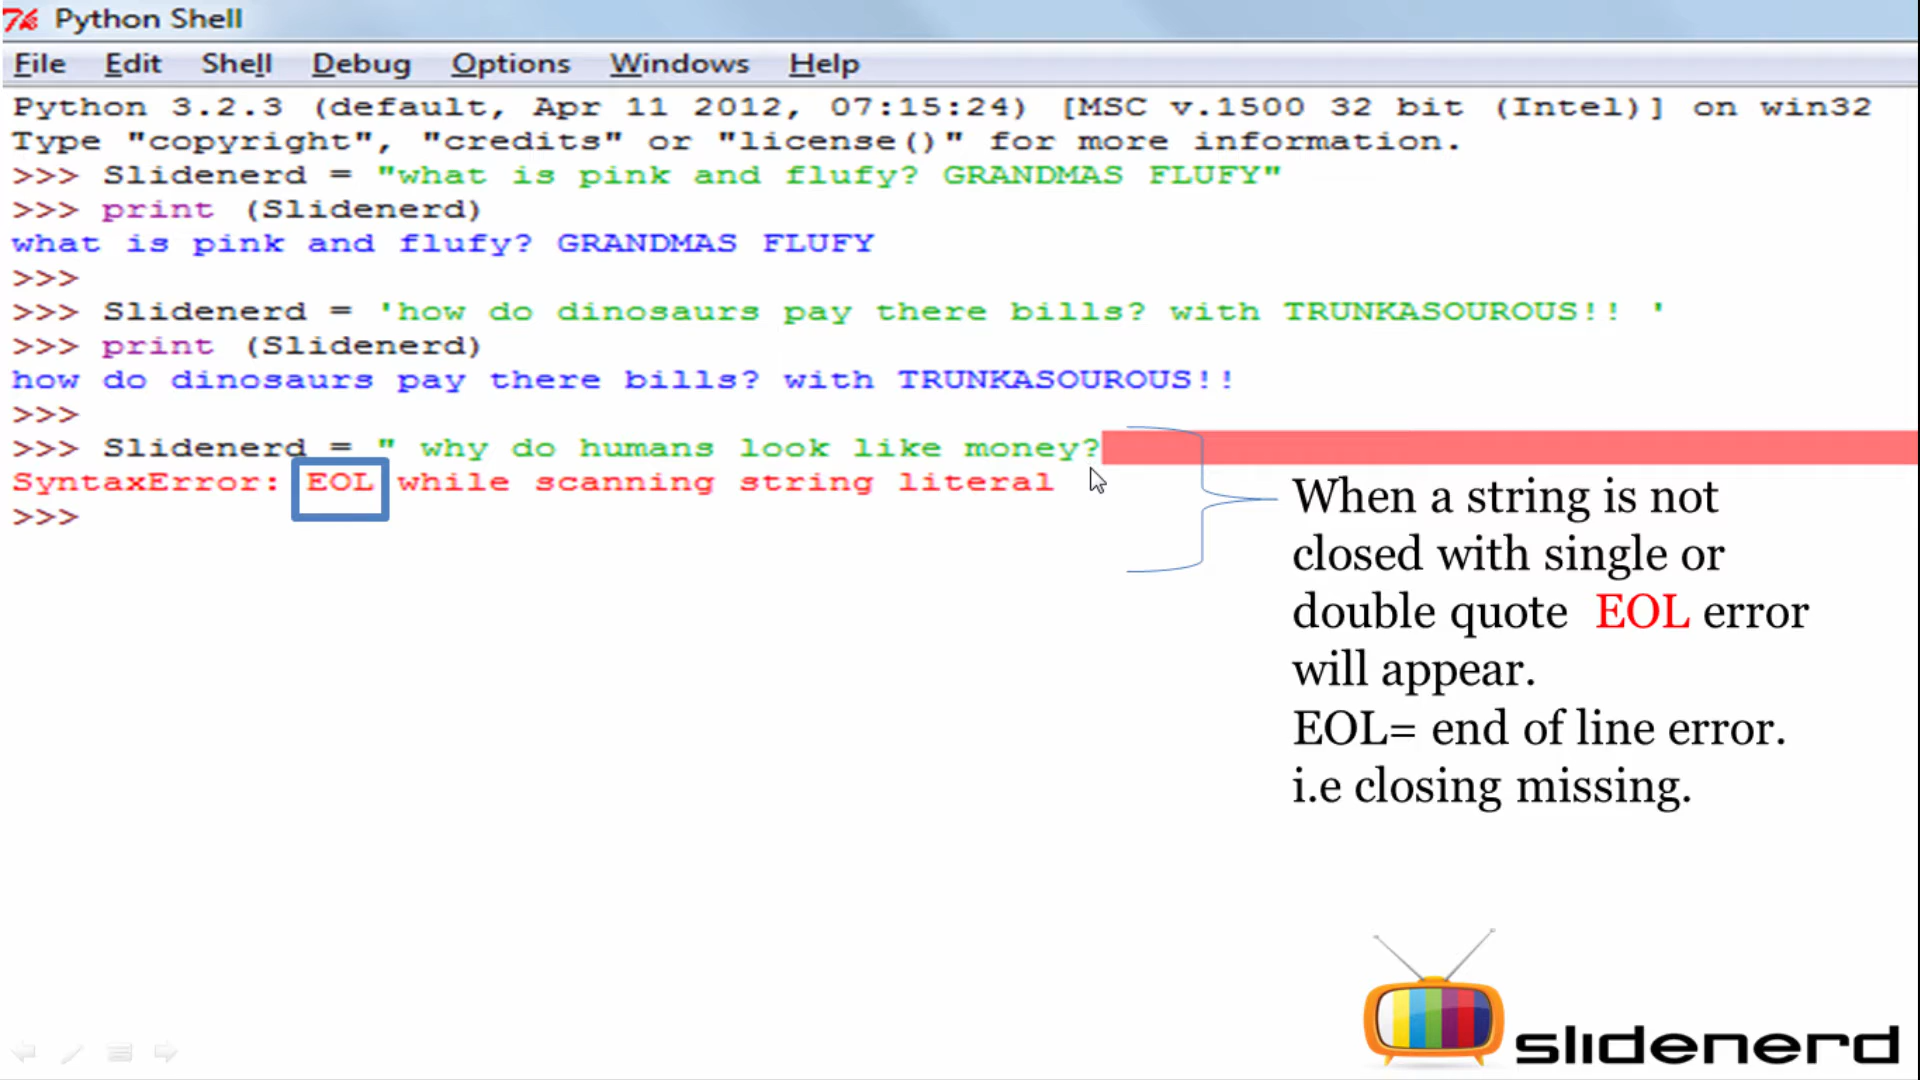 Python Shell
File Edit Shell Debug Options Windows Help
Python 3.2.3 (default, Apr 11 2012, 07:15:24) [MSC v.1500 32 bit (Intel)] on win32
Type "copyright", "credits" or "license()" for more information.
>>> Slidenerd = "what is pink and flufy? GRANDMAS FLUFY"
>>> print (Slidenerd)
what is pink and flufy? GRANDMAS FLUFY
>>>
>>> Slidenerd = 'how do dinosaurs pay there bills? with TRUNKASOUROUS!! '
>>> print (Slidenerd)
how do dinosaurs pay there bills? with TRUNKASOUROUS!!
>>>
>>> Slidenerd = " why do humans look like money?
SyntaxError: EOL while scanning string literal
>>>
When a string is not
closed with single or
double quote EOL error
will appear.
EOL= end of line error.
i.e closing missing.
slidenerd